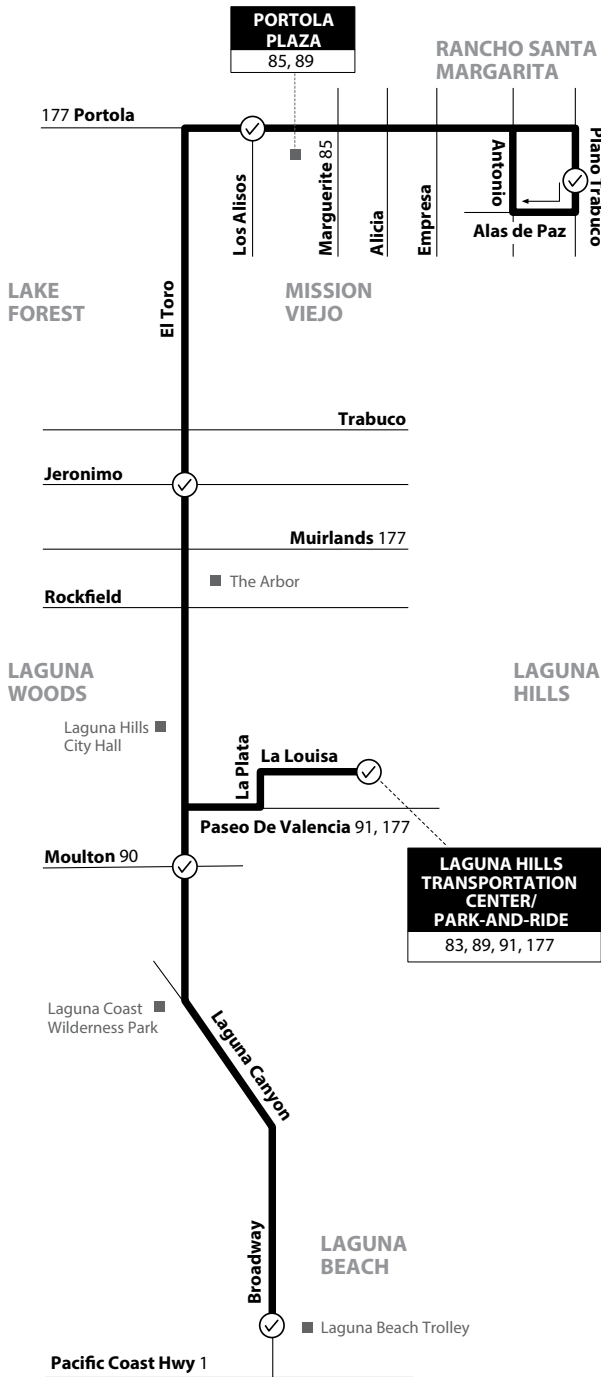 PORTOLA
PLAZA
85, 89
RANCHO SANTA
MARGARITA
177 Portola
Los Alisos
Marguerite 85
Alicia
Empresa
Antonio
Plano Trabuco
Alas de Paz
LAKE
FOREST
El Toro
MISSION
VIEJO
Trabuco
Jeronimo
Muirlands 177
The Arbor
Rockfield
LAGUNA
WOODS
LAGUNA
HILLS
Laguna Hills
City Hall
La Plata
La Louisa
Paseo De Valencia 91, 177
Moulton 90
LAGUNA HILLS
TRANSPORTATION
CENTER/
PARK-AND-RIDE
83, 89, 91, 177
Laguna Coast
Wilderness Park
Laguna Canyon
Broadway
LAGUNA
BEACH
Laguna Beach Trolley
Pacific Coast Hwy 1